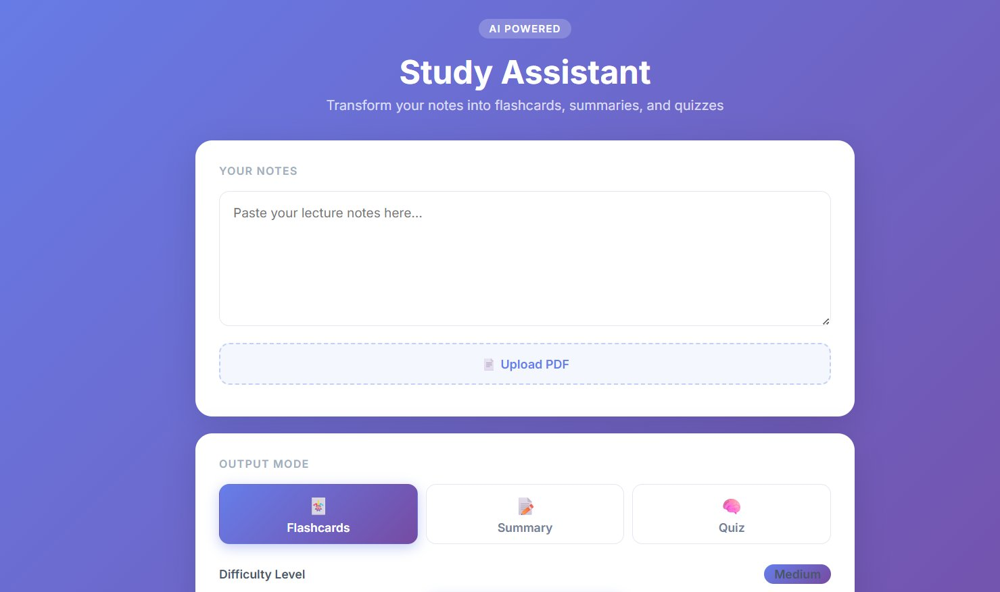 AI POWERED
Study Assistant
Transform your notes into flashcards, summaries, and quizzes
YOUR NOTES
Paste your lecture notes here...
Upload PDF
OUTPUT MODE
Flashcards
Summary
Quiz
Difficulty Level
Medium